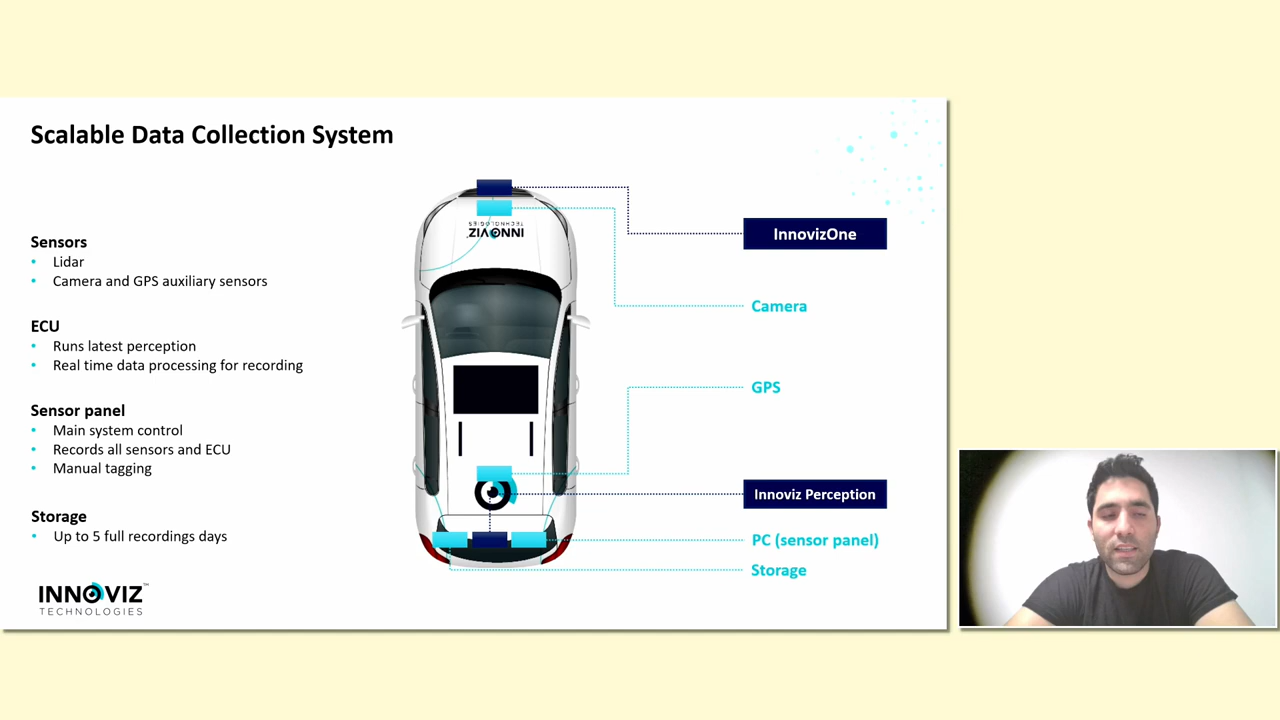 Scalable Data Collection System
Sensors
• Lidar
• Camera and GPS auxiliary sensors
ECU
• Runs latest perception
• Real time data processing for recording
Sensor panel
• Main system control
• Records all sensors and ECU
• Manual tagging
Storage
• Up to 5 full recordings days
INNOVIZ™
TECHNOLOGIES
INNOVIZ
TECHNOLOGIES
InnovizOne
Camera
GPS
Innoviz Perception
PC (sensor panel)
Storage